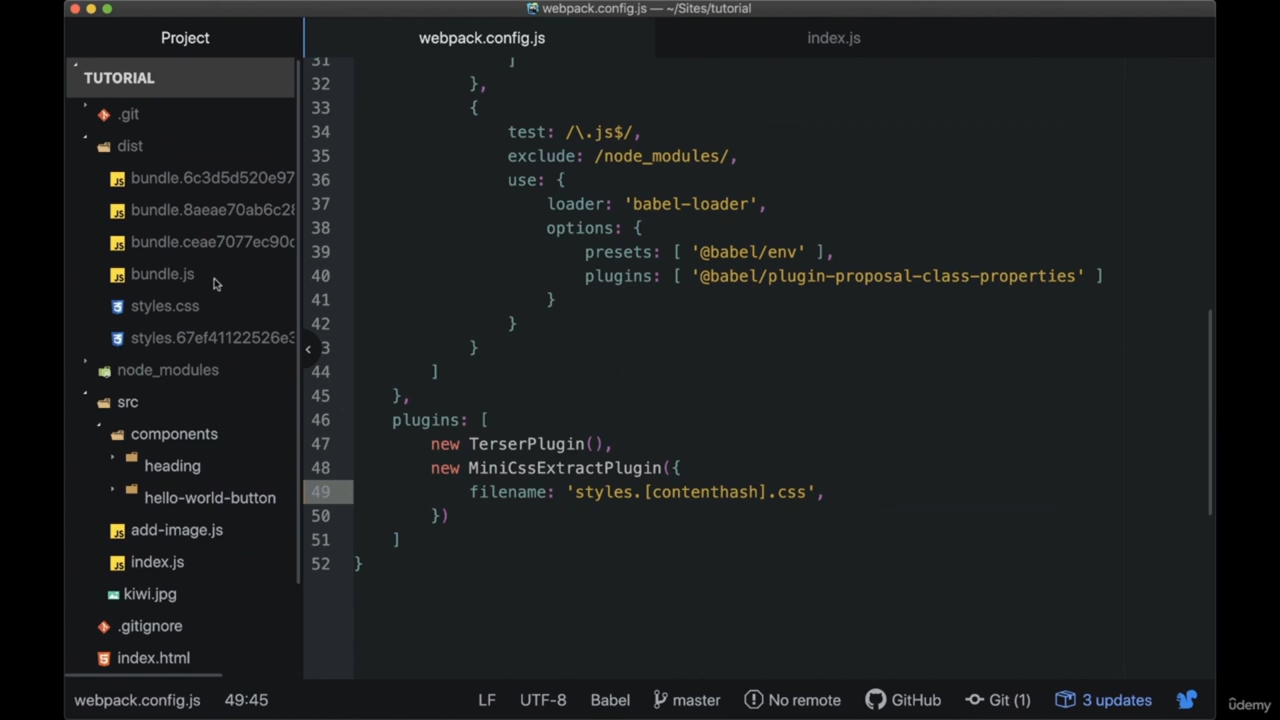 webpack.config.js — ~/Sites/tutorial
Project
webpack.config.js
index.js
TUTORIAL
.git
dist
bundle.6c3d5d520e97
bundle.8aeae70ab6c28
bundle.ceae7077ec90c
bundle.js
styles.css
styles.67ef41122526e3
node_modules
src
components
heading
hello-world-button
add-image.js
index.js
kiwi.jpg
.gitignore
index.html
31 ]
32 },
33 {
34 test: /\.js$/,
35 exclude: /node_modules/,
36 use: {
37 loader: 'babel-loader',
38 options: {
39 presets: [ '@babel/env' ],
40 plugins: [ '@babel/plugin-proposal-class-properties' ]
41 }
42 }
3 }
44 ]
45 },
46 plugins: [
47 new TerserPlugin(),
48 new MiniCssExtractPlugin({
49 filename: 'styles.[contenthash].css',
50 })
51 ]
52 }
webpack.config.js 49:45 LF UTF-8 Babel master No remote GitHub Git (1) 3 updates
ûdemy